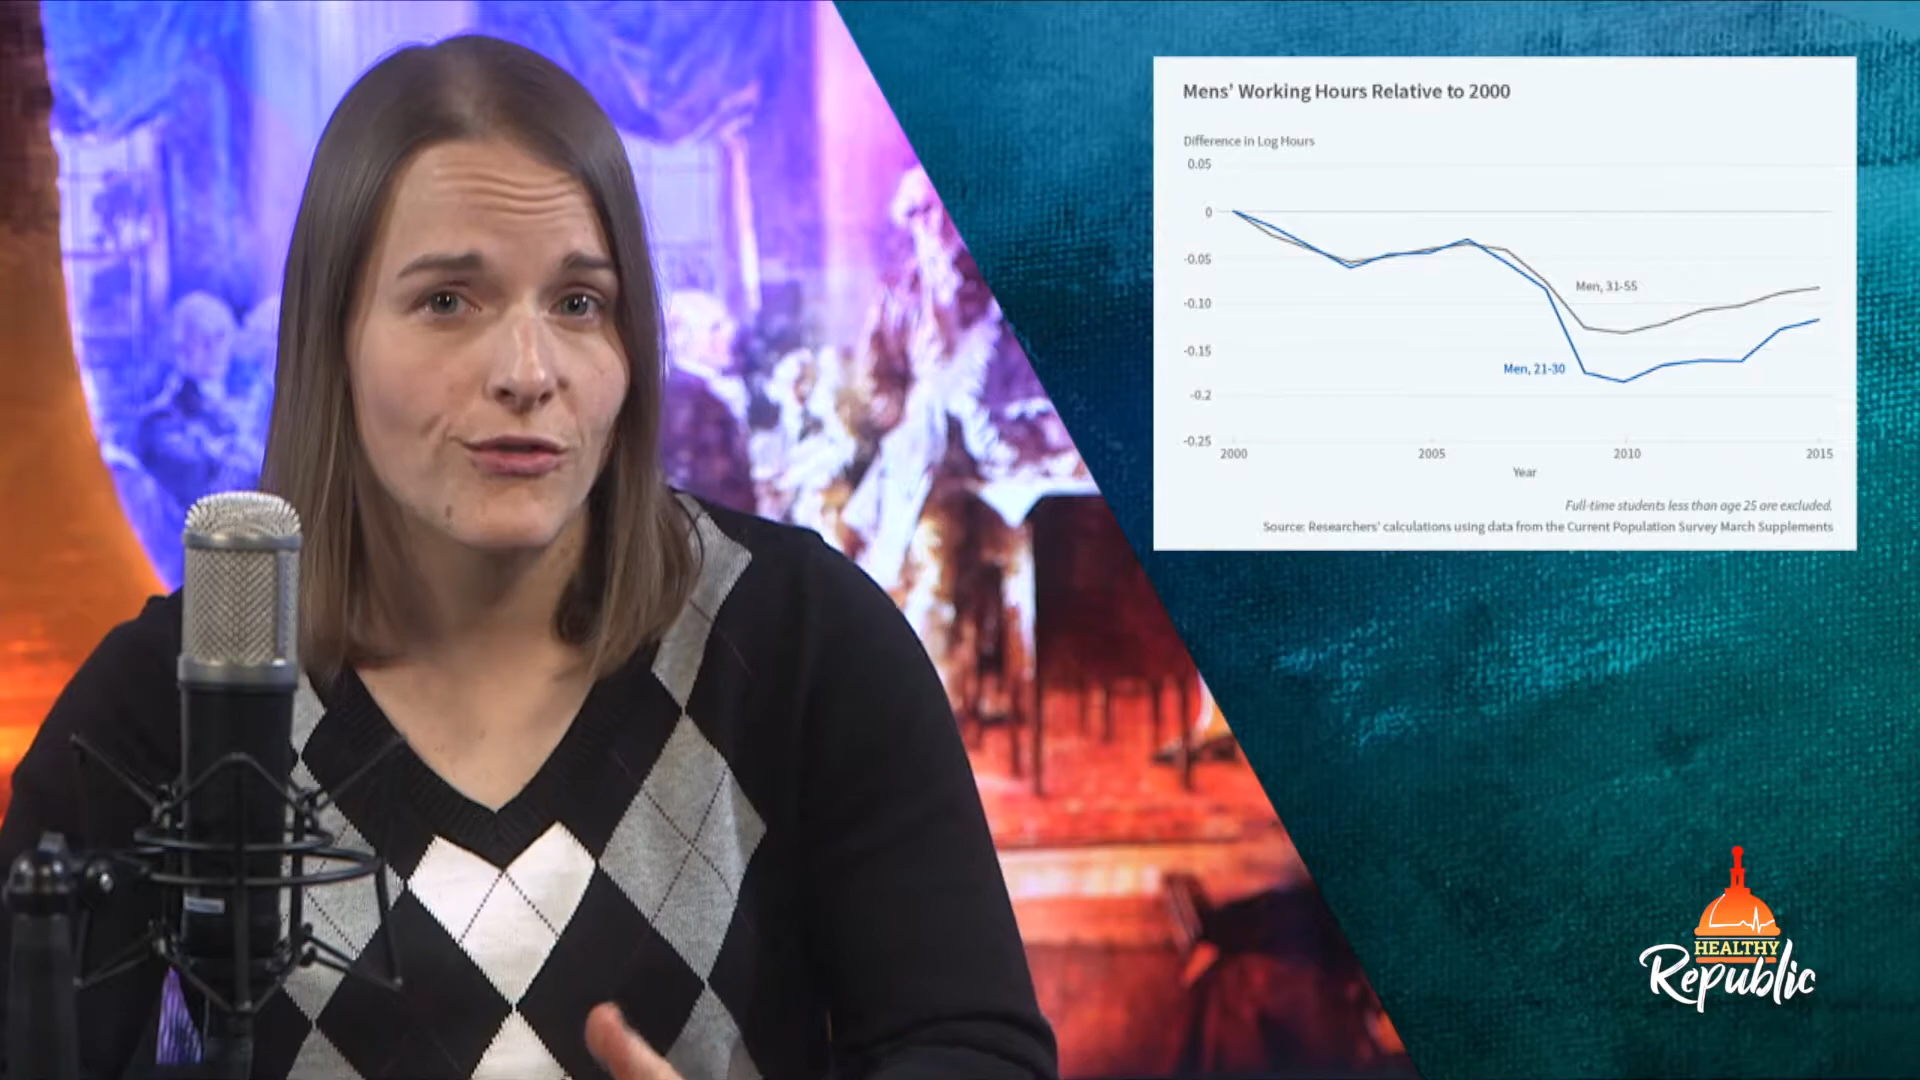 Mens' Working Hours Relative to 2000
Difference in Log Hours
0.05
0
-0.05
-0.10
-0.15
-0.2
-0.25
Men, 31-55
Men, 21-30
2000 2005 2010 2015
Year
Full-time students less than age 25 are excluded.
Source: Researchers' calculations using data from the Current Population Survey March Supplements
HEALTHY
Republic